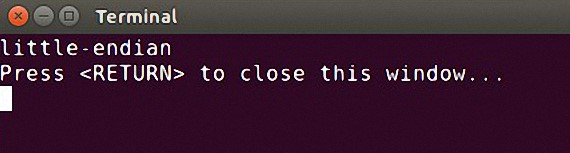 Terminal
little-endian
Press <RETURN> to close this window...